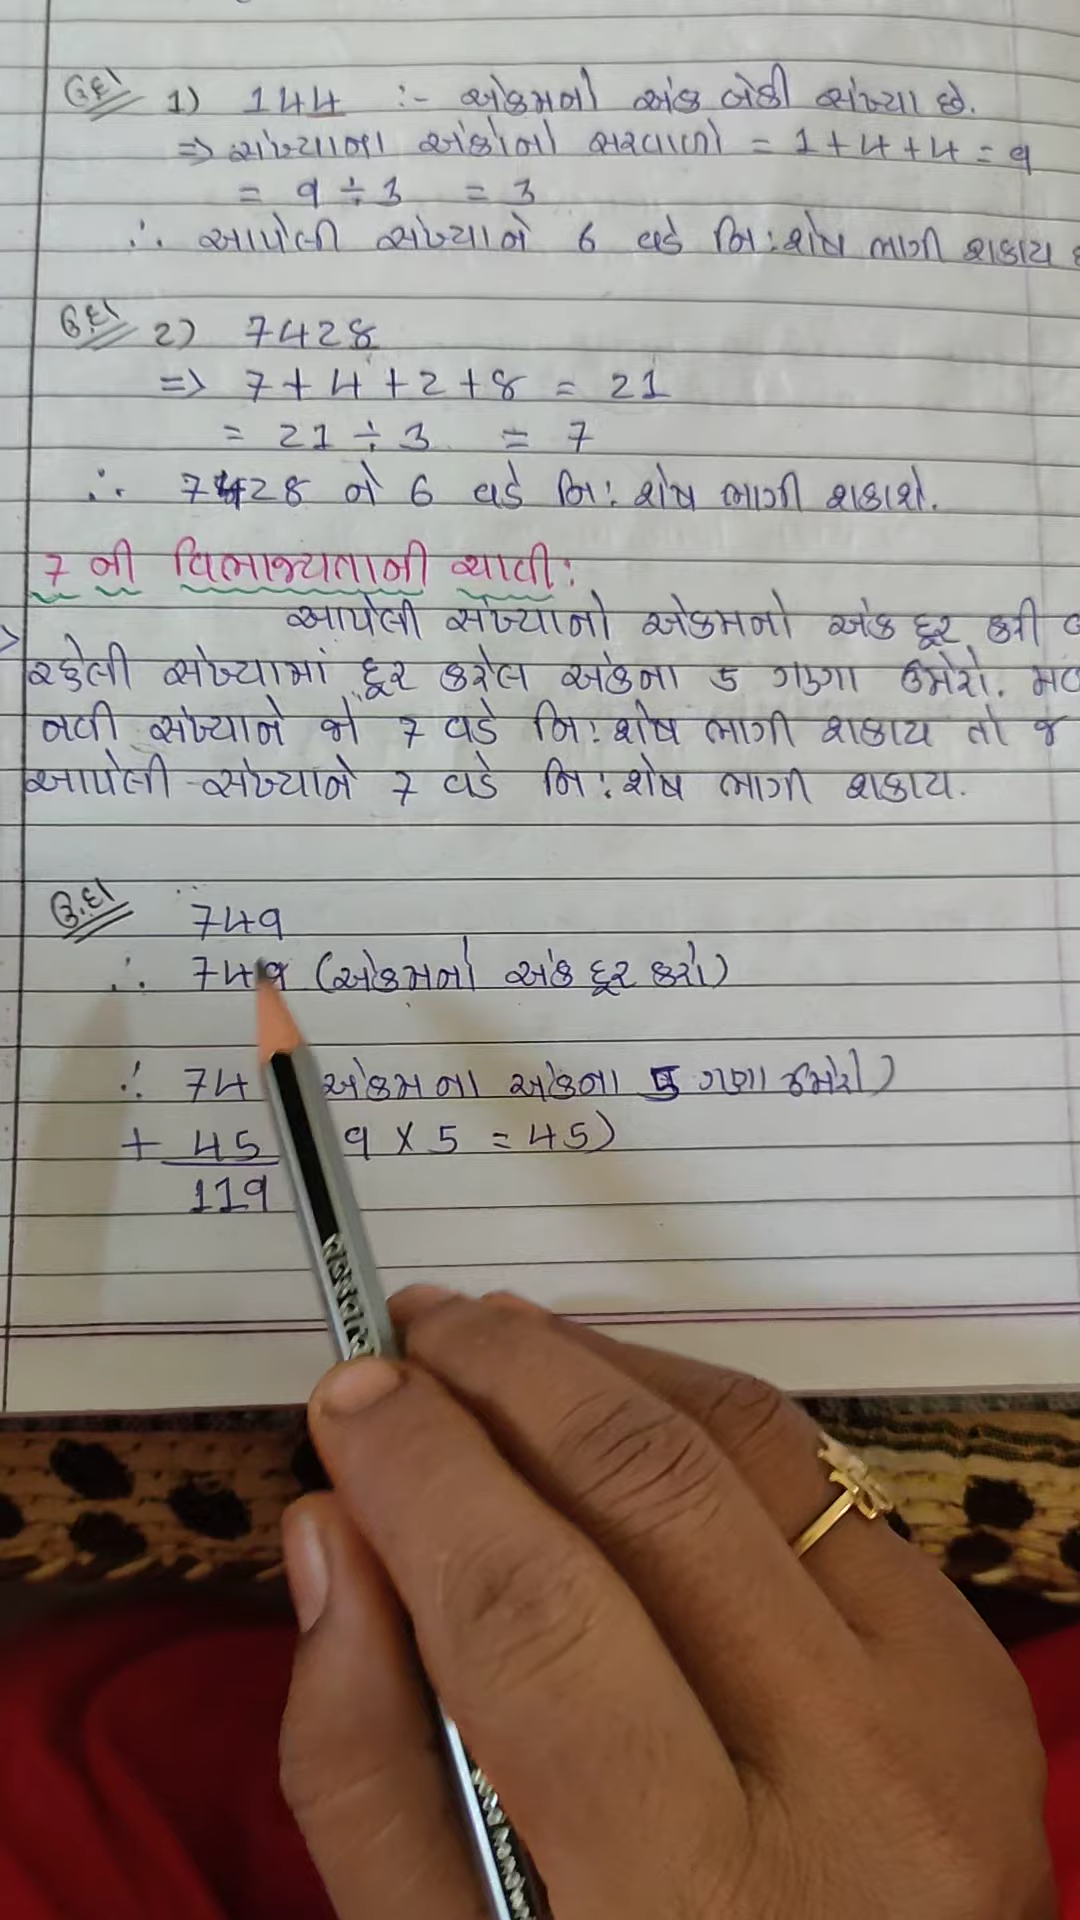 ઉદા 1) 144 :- એકમનો અંક બેકી સંખ્યા છે.
=> સંખ્યાના અંકોનો સરવાળો = 1+4+4 = 9
= 9 ÷ 3 = 3
∴ આપેલી સંખ્યાને 6 વડે નિ:શેષ ભાગી શકાય
ઉદા 2) 7428
=> 7+4+2+8 = 21
= 21 ÷ 3 = 7
∴ 7428 ને 6 વડે નિ:શેષ ભાગી શકાશે.
7 ની વિભાજ્યતાની ચાવી:
આપેલી સંખ્યાનો એકમનો અંક દૂર કરી
રહેલી સંખ્યામાં દૂર કરેલ અંકના 5 ગણા ઉમેરો.
નવી સંખ્યાને જો 7 વડે નિ:શેષ ભાગી શકાય તો જ
આપેલી સંખ્યાને 7 વડે નિ:શેષ ભાગી શકાય.
ઉદા 749
∴ 749 (એકમનો અંક દૂર કરો)
∴ 74 એકમના અંકના 5 ગણા ઉમેરો)
+ 45 9 × 5 = 45)
119